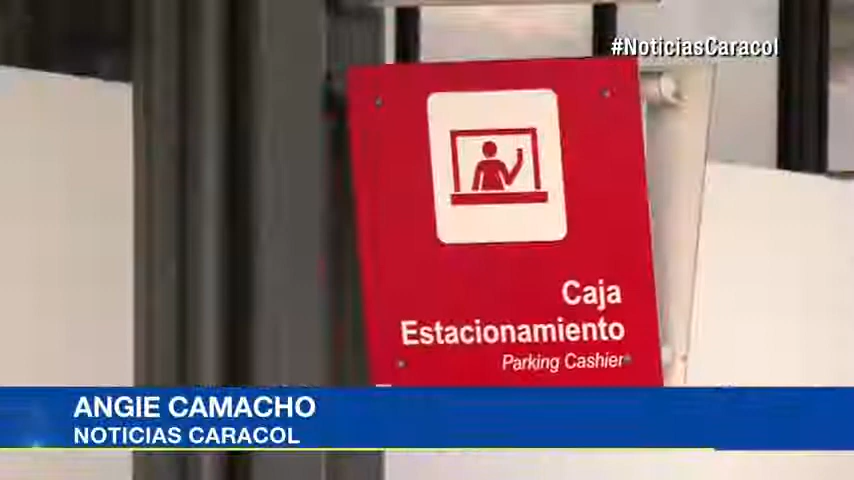 #NoticiasCaracol
Caja
Estacionamiento
Parking Cashier
ANGIE CAMACHO
NOTICIAS CARACOL